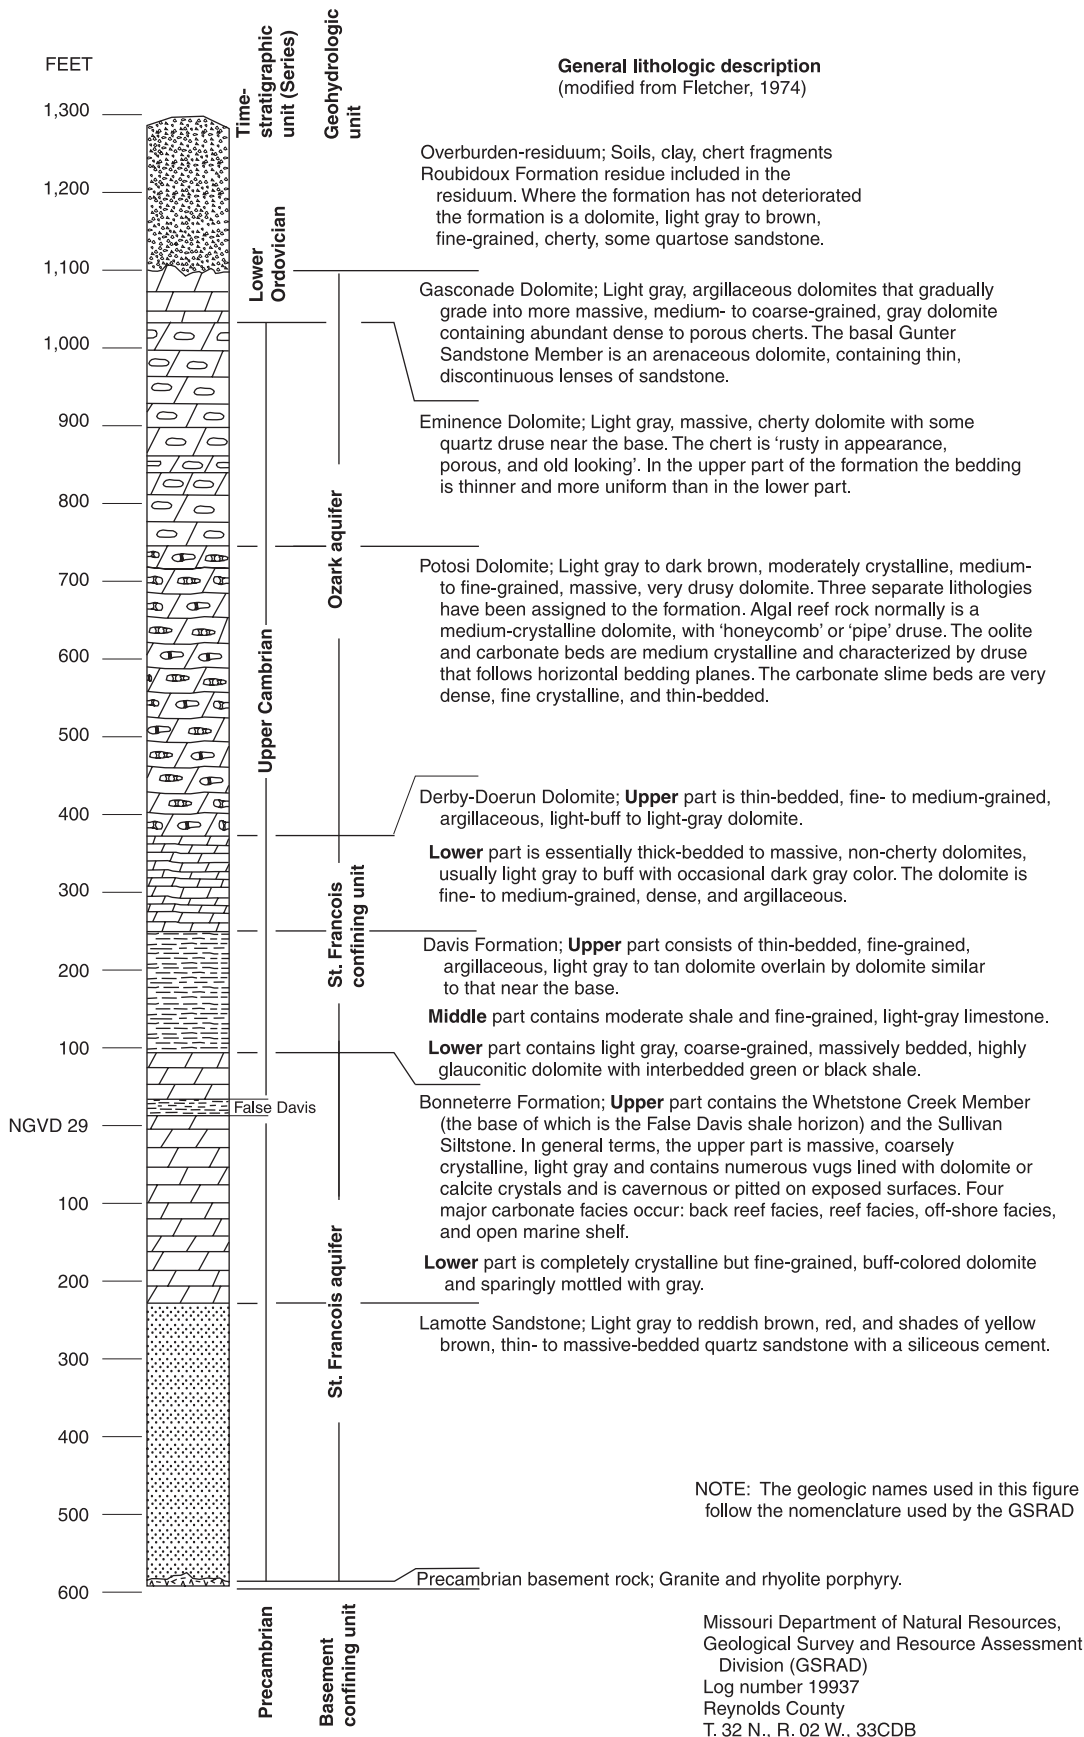 FEET
Time-
stratigraphic
unit (Series)
Geohydrologic
unit
General lithologic description
(modified from Fletcher, 1974)
1,300
1,200
1,100
1,000
900
800
700
600
500
400
300
200
100
NGVD 29
100
200
300
400
500
600
Lower
Ordovician
Upper Cambrian
Precambrian
Ozark aquifer
St. Francois
confining unit
St. Francois aquifer
Basement
confining unit
False Davis
Overburden-residuum; Soils, clay, chert fragments
Roubidoux Formation residue included in the
residuum. Where the formation has not deteriorated
the formation is a dolomite, light gray to brown,
fine-grained, cherty, some quartose sandstone.
Gasconade Dolomite; Light gray, argillaceous dolomites that gradually
grade into more massive, medium- to coarse-grained, gray dolomite
containing abundant dense to porous cherts. The basal Gunter
Sandstone Member is an arenaceous dolomite, containing thin,
discontinuous lenses of sandstone.
Eminence Dolomite; Light gray, massive, cherty dolomite with some
quartz druse near the base. The chert is ‘rusty in appearance,
porous, and old looking’. In the upper part of the formation the bedding
is thinner and more uniform than in the lower part.
Potosi Dolomite; Light gray to dark brown, moderately crystalline, medium-
to fine-grained, massive, very drusy dolomite. Three separate lithologies
have been assigned to the formation. Algal reef rock normally is a
medium-crystalline dolomite, with ‘honeycomb’ or ‘pipe’ druse. The oolite
and carbonate beds are medium crystalline and characterized by druse
that follows horizontal bedding planes. The carbonate slime beds are very
dense, fine crystalline, and thin-bedded.
Derby-Doerun Dolomite; Upper part is thin-bedded, fine- to medium-grained,
argillaceous, light-buff to light-gray dolomite.
Lower part is essentially thick-bedded to massive, non-cherty dolomites,
usually light gray to buff with occasional dark gray color. The dolomite is
fine- to medium-grained, dense, and argillaceous.
Davis Formation; Upper part consists of thin-bedded, fine-grained,
argillaceous, light gray to tan dolomite overlain by dolomite similar
to that near the base.
Middle part contains moderate shale and fine-grained, light-gray limestone.
Lower part contains light gray, coarse-grained, massively bedded, highly
glauconitic dolomite with interbedded green or black shale.
Bonneterre Formation; Upper part contains the Whetstone Creek Member
(the base of which is the False Davis shale horizon) and the Sullivan
Siltstone. In general terms, the upper part is massive, coarsely
crystalline, light gray and contains numerous vugs lined with dolomite or
calcite crystals and is cavernous or pitted on exposed surfaces. Four
major carbonate facies occur: back reef facies, reef facies, off-shore facies,
and open marine shelf.
Lower part is completely crystalline but fine-grained, buff-colored dolomite
and sparingly mottled with gray.
Lamotte Sandstone; Light gray to reddish brown, red, and shades of yellow
brown, thin- to massive-bedded quartz sandstone with a siliceous cement.
NOTE: The geologic names used in this figure
follow the nomenclature used by the GSRAD
Precambrian basement rock; Granite and rhyolite porphyry.
Missouri Department of Natural Resources,
Geological Survey and Resource Assessment
Division (GSRAD)
Log number 19937
Reynolds County
T. 32 N., R. 02 W., 33CDB